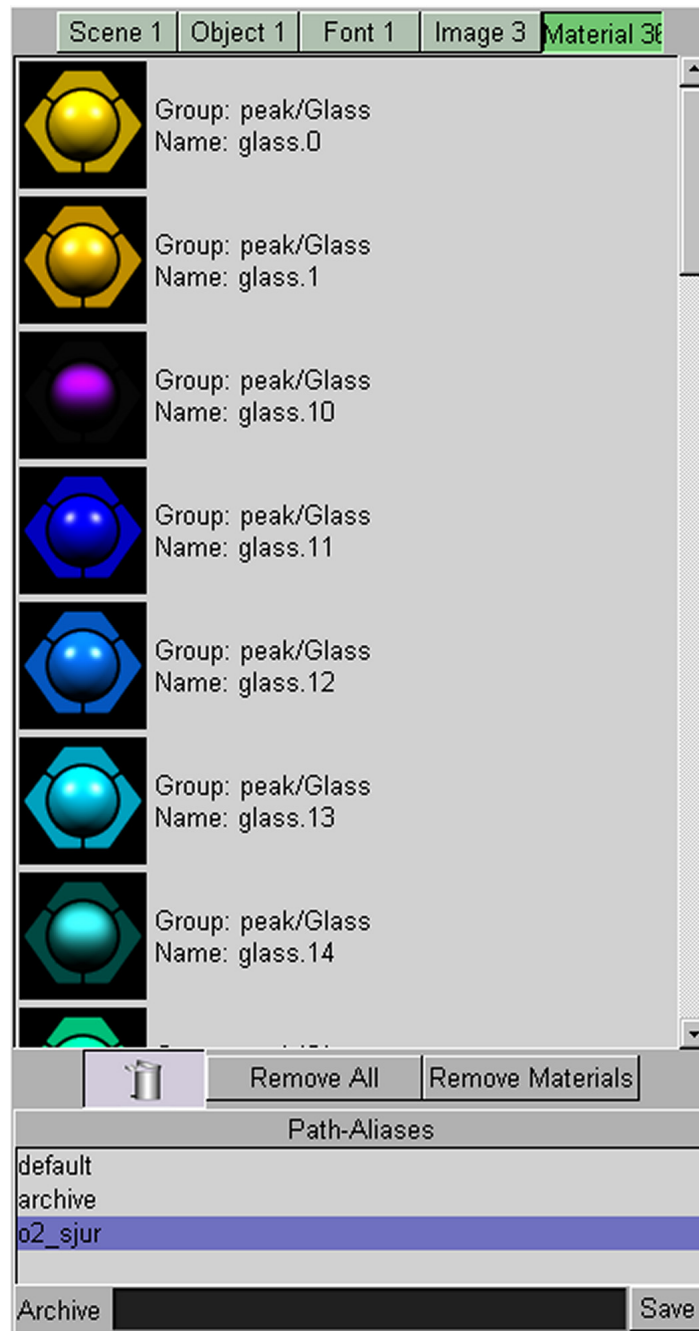 Scene 1 Object 1 Font 1 Image 3 Material 36
Group: peak/Glass
Name: glass.0
Group: peak/Glass
Name: glass.1
Group: peak/Glass
Name: glass.10
Group: peak/Glass
Name: glass.11
Group: peak/Glass
Name: glass.12
Group: peak/Glass
Name: glass.13
Group: peak/Glass
Name: glass.14
Remove All Remove Materials
Path-Aliases
default
archive
o2_sjur
Archive Save